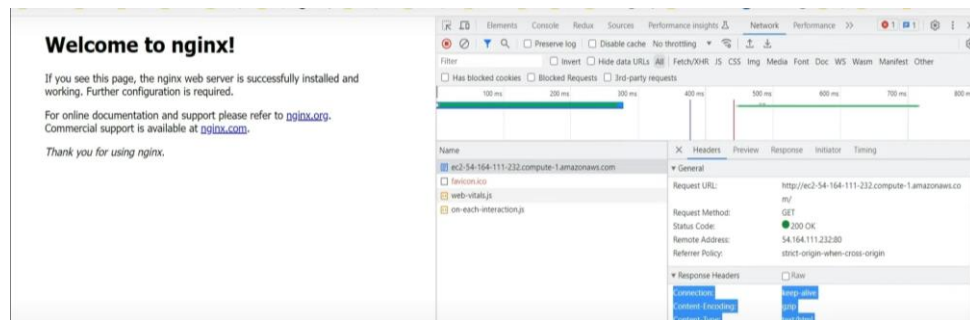 Welcome to nginx!
If you see this page, the nginx web server is successfully installed and
working. Further configuration is required.
For online documentation and support please refer to nginx.org.
Commercial support is available at nginx.com.
Thank you for using nginx.
Elements Console Redux Sources Performance insights Network Performance 1 1
Preserve log Disable cache No throttling
Filter Invert Hide data URLs All Fetch/XHR JS CSS Img Media Font Doc WS Wasm Manifest Other
Has blocked cookies Blocked Requests 3rd-party requests
100 ms 200 ms 300 ms 400 ms 500 ms 600 ms 700 ms 800 m
Name
ec2-54-164-111-232.compute-1.amazonaws.com
favicon.ico
web-vitals.js
on-each-interaction.js
Headers Preview Response Initiator Timing
General
Request URL: http://ec2-54-164-111-232.compute-1.amazonaws.co
m/
Request Method: GET
Status Code: 200 OK
Remote Address: 54.164.111.232:80
Referrer Policy: strict-origin-when-cross-origin
Response Headers Raw
Connection: keep-alive
Content-Encoding: gzip
Content-Type: text/html